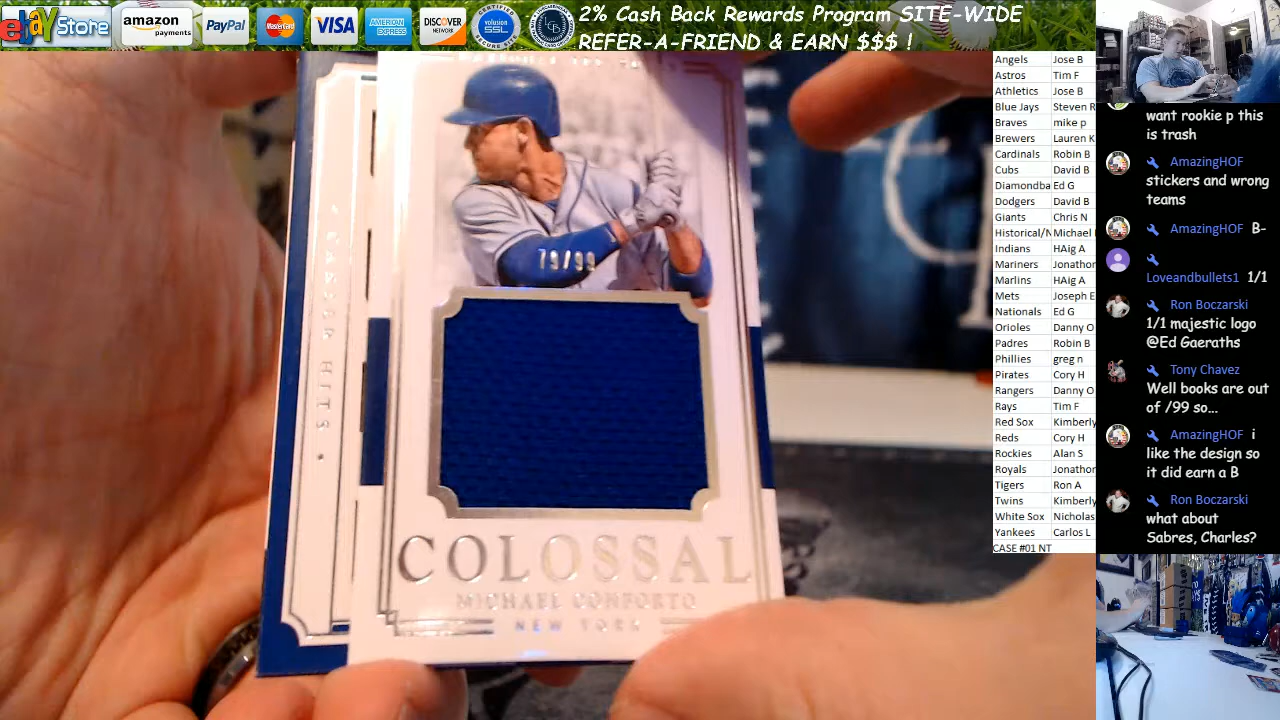 ebay Store
amazon
payments
PayPal
MasterCard
VISA
AMERICAN
EXPRESS
DISCOVER
NETWORK
volusion
SSL
2% Cash Back Rewards Program SITE-WIDE
REFER-A-FRIEND & EARN $$$ !
79/99
COLOSSAL
MICHAEL CONFORTO
NEW YORK
Angels Jose B
Astros Tim F
Athletics Jose B
Blue Jays Steven R
Braves mike p
Brewers Lauren K
Cardinals Robin B
Cubs David B
Diamondba Ed G
Dodgers David B
Giants Chris N
Historical/N Michael
Indians HAig A
Mariners Jonathon
Marlins HAig A
Mets Joseph E
Nationals Ed G
Orioles Danny O
Padres Robin B
Phillies greg n
Pirates Cory H
Rangers Danny O
Rays Tim F
Red Sox Kimberly
Reds Cory H
Rockies Alan S
Royals Jonathon
Tigers Ron A
Twins Kimberly
White Sox Nicholas
Yankees Carlos L
CASE #01 NT
want rookie p this
is trash
AmazingHOF
stickers and wrong
teams
AmazingHOF B-
Loveandbullets1 1/1
Ron Boczarski
1/1 majestic logo
@Ed Gaeraths
Tony Chavez
Well books are out
of /99 so...
AmazingHOF i
like the design so
it did earn a B
Ron Boczarski
what about
Sabres, Charles?